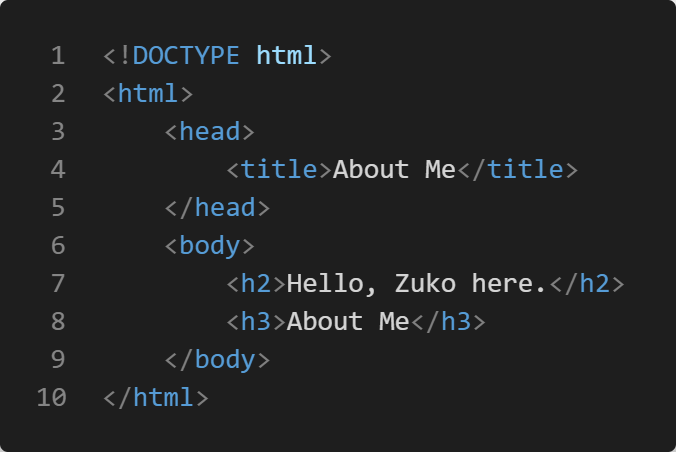 1 <!DOCTYPE html>
2 <html>
3     <head>
4         <title>About Me</title>
5     </head>
6     <body>
7         <h2>Hello, Zuko here.</h2>
8         <h3>About Me</h3>
9     </body>
10 </html>